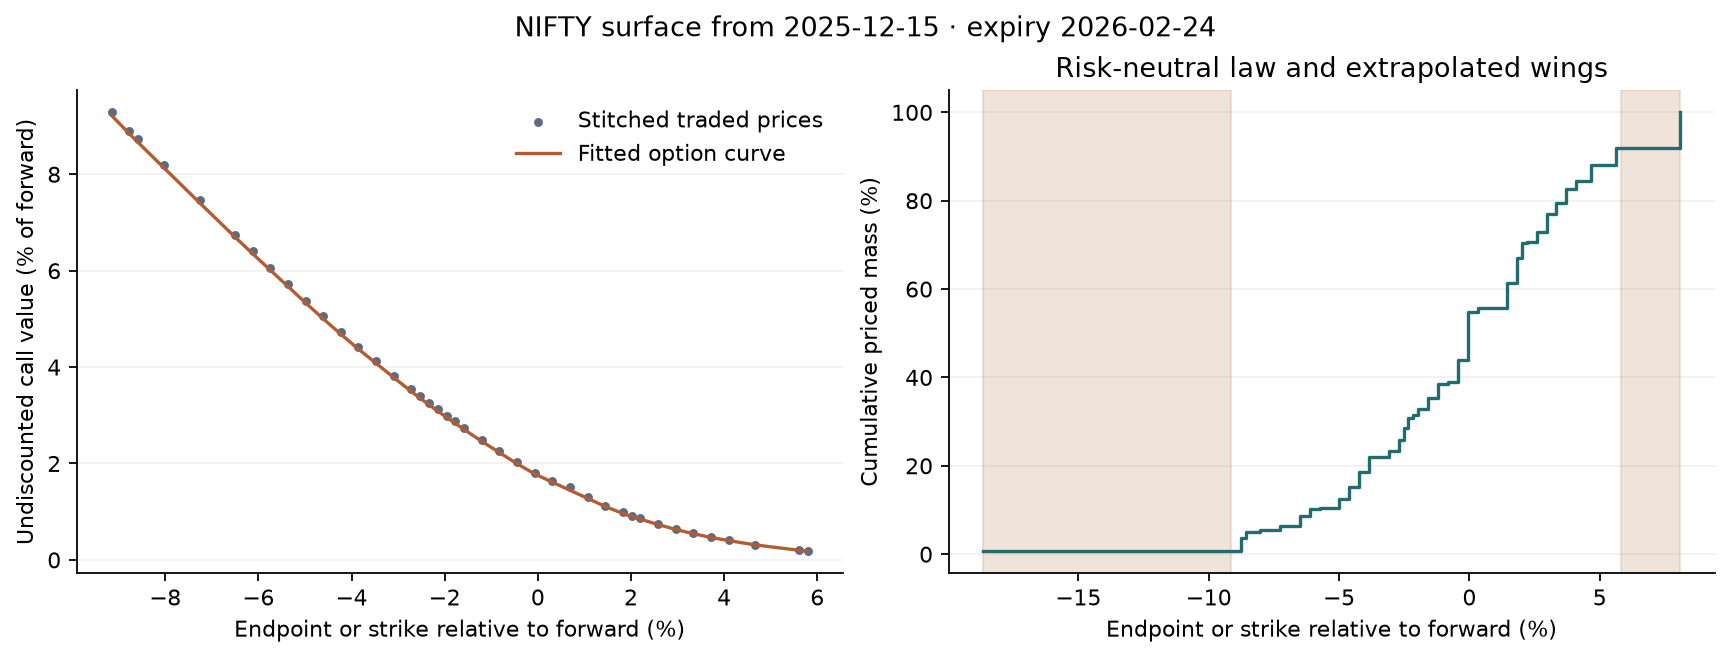 NIFTY surface from 2025-12-15 · expiry 2026-02-24
Undiscounted call value (% of forward)
8
6
4
2
0
Stitched traded prices
Fitted option curve
−8 −6 −4 −2 0 2 4 6
Endpoint or strike relative to forward (%)
Risk-neutral law and extrapolated wings
Cumulative priced mass (%)
100
80
60
40
20
0
−15 −10 −5 0 5
Endpoint or strike relative to forward (%)